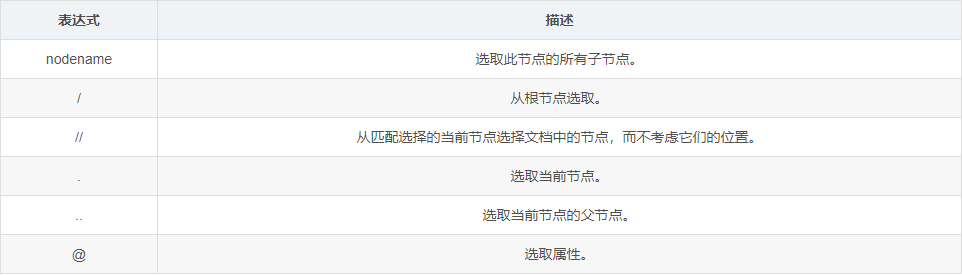 表达式 描述
nodename 选取此节点的所有子节点。
/ 从根节点选取。
// 从匹配选择的当前节点选择文档中的节点，而不考虑它们的位置。
. 选取当前节点。
.. 选取当前节点的父节点。
@ 选取属性。